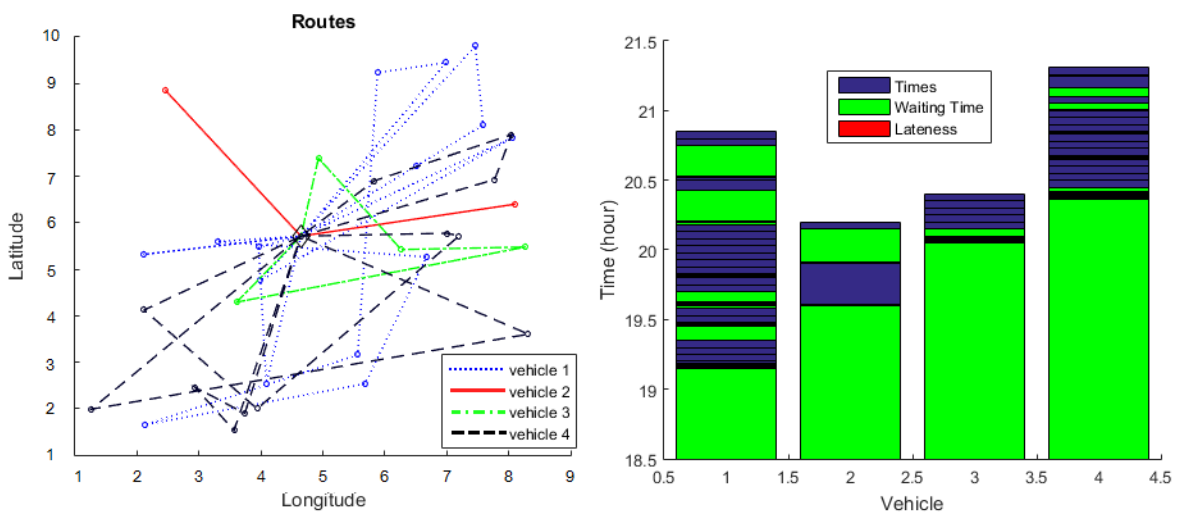 Routes
10
9
8
7
6
5
4
3
2
1
Latitude
1 2 3 4 5 6 7 8 9
Longitude
vehicle 1
vehicle 2
vehicle 3
vehicle 4
21.5
21
20.5
20
19.5
19
18.5
Time (hour)
0.5 1 1.5 2 2.5 3 3.5 4 4.5
Vehicle
Times
Waiting Time
Lateness